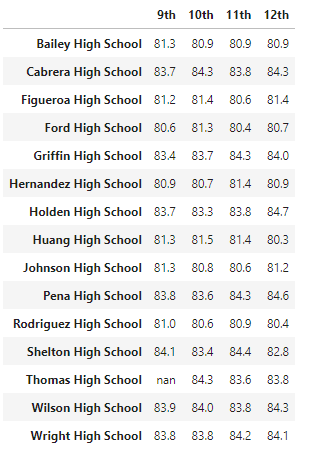 9th 10th 11th 12th
Bailey High School 81.3 80.9 80.9 80.9
Cabrera High School 83.7 84.3 83.8 84.3
Figueroa High School 81.2 81.4 80.6 81.4
Ford High School 80.6 81.3 80.4 80.7
Griffin High School 83.4 83.7 84.3 84.0
Hernandez High School 80.9 80.7 81.4 80.9
Holden High School 83.7 83.3 83.8 84.7
Huang High School 81.3 81.5 81.4 80.3
Johnson High School 81.3 80.8 80.6 81.2
Pena High School 83.8 83.6 84.3 84.6
Rodriguez High School 81.0 80.6 80.9 80.4
Shelton High School 84.1 83.4 84.4 82.8
Thomas High School nan 84.3 83.6 83.8
Wilson High School 83.9 84.0 83.8 84.3
Wright High School 83.8 83.8 84.2 84.1